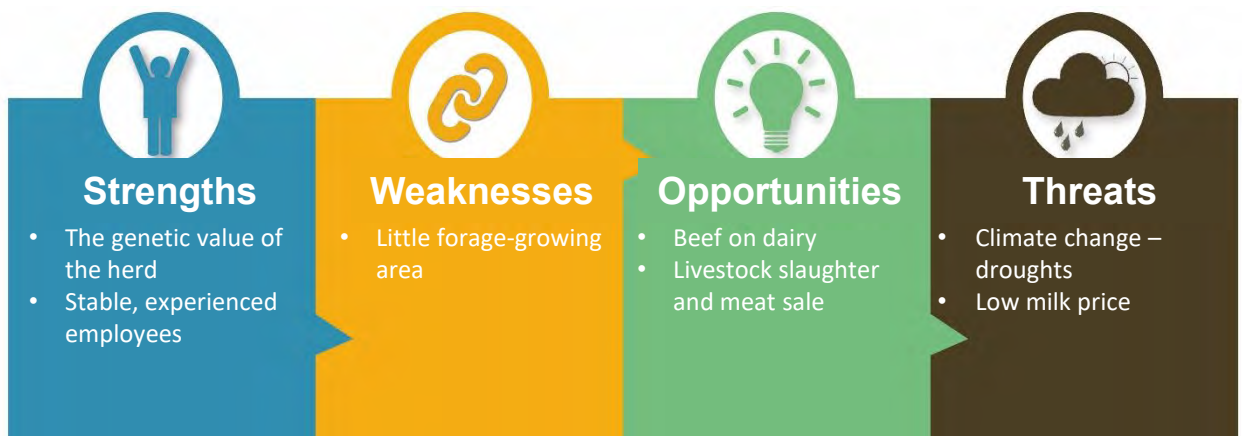 Strengths
• The genetic value of
the herd
• Stable, experienced
employees
Weaknesses
• Little forage-growing
area
Opportunities
• Beef on dairy
• Livestock slaughter
and meat sale
Threats
• Climate change –
droughts
• Low milk price